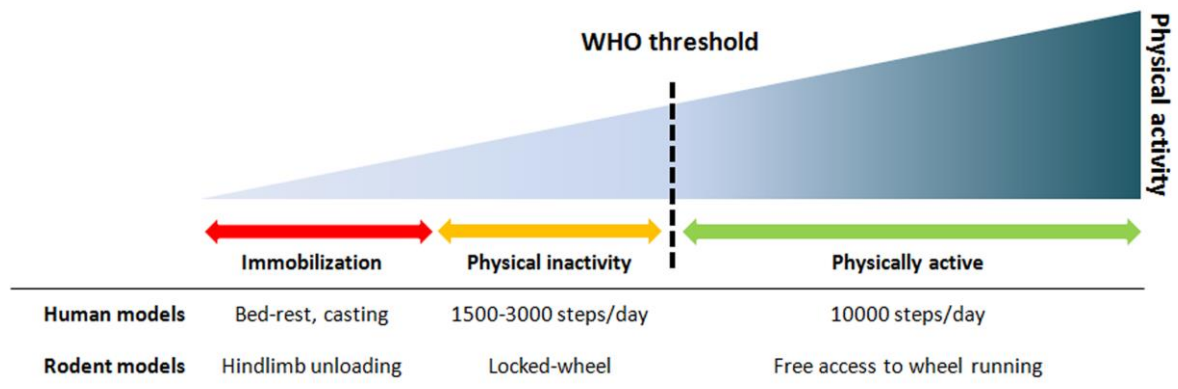 WHO threshold
Physical activity
Immobilization
Physical inactivity
Physically active
Human models
Bed-rest, casting
1500-3000 steps/day
10000 steps/day
Rodent models
Hindlimb unloading
Locked-wheel
Free access to wheel running